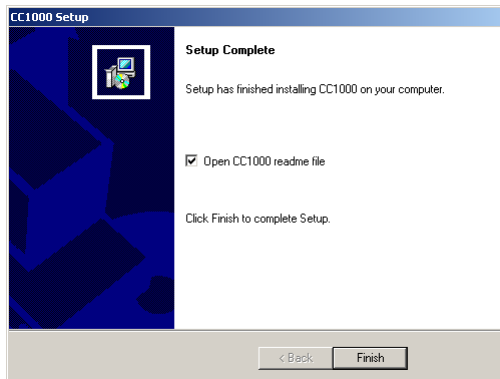 CC1000 Setup
Setup Complete
Setup has finished installing CC1000 on your computer.
Open CC1000 readme file
Click Finish to complete Setup.
< Back
Finish